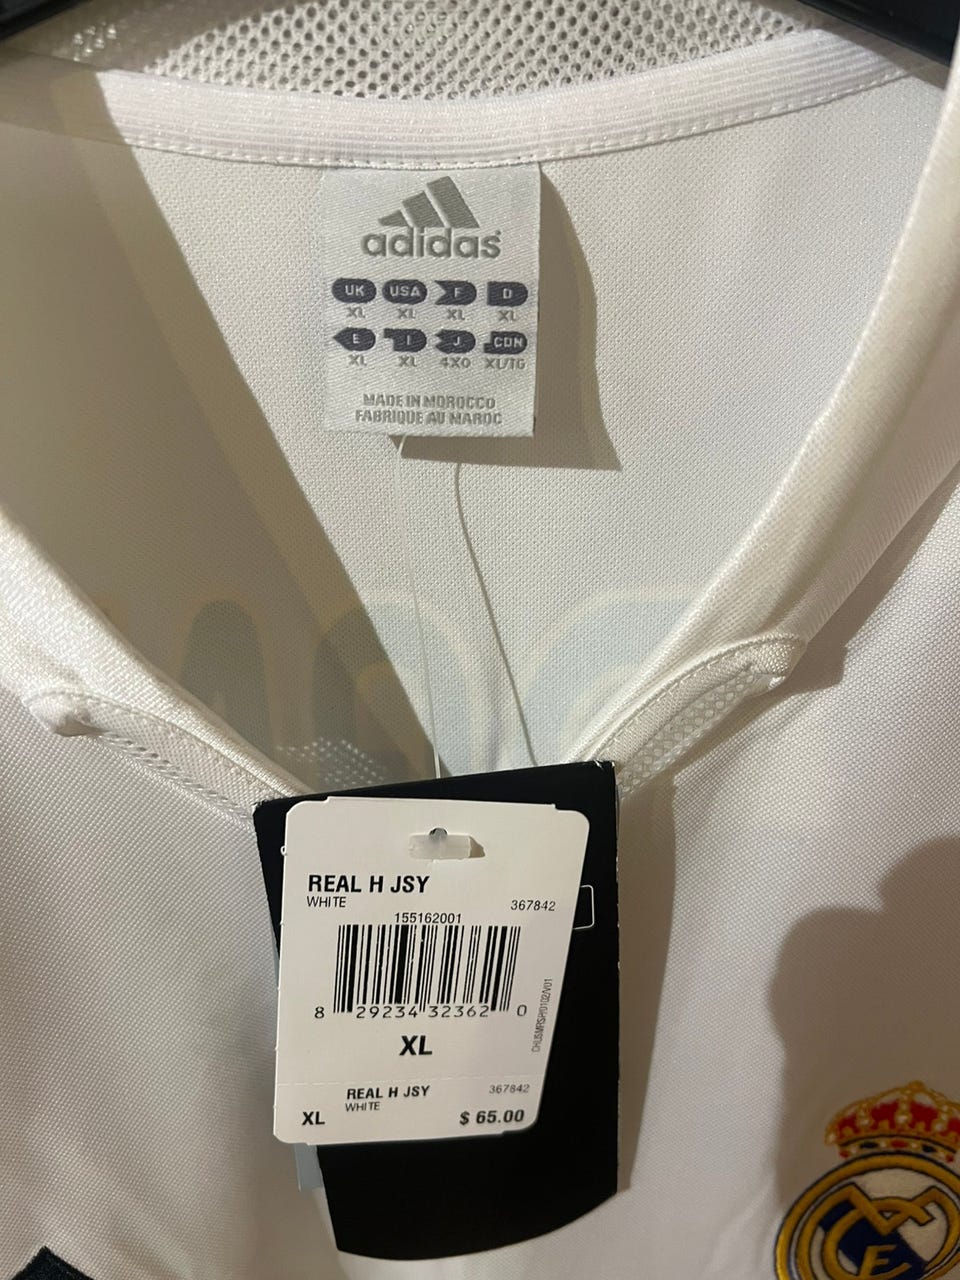 adidas
UK USA F D
XL XL XL XL
E I J CDN
XL XL 4XO XL/TG
MADE IN MOROCCO
FABRIQUE AU MAROC
REAL H JSY
WHITE 367842
155162001
8 29234 32362 0
XL
REAL H JSY 367842
WHITE
XL $ 65.00